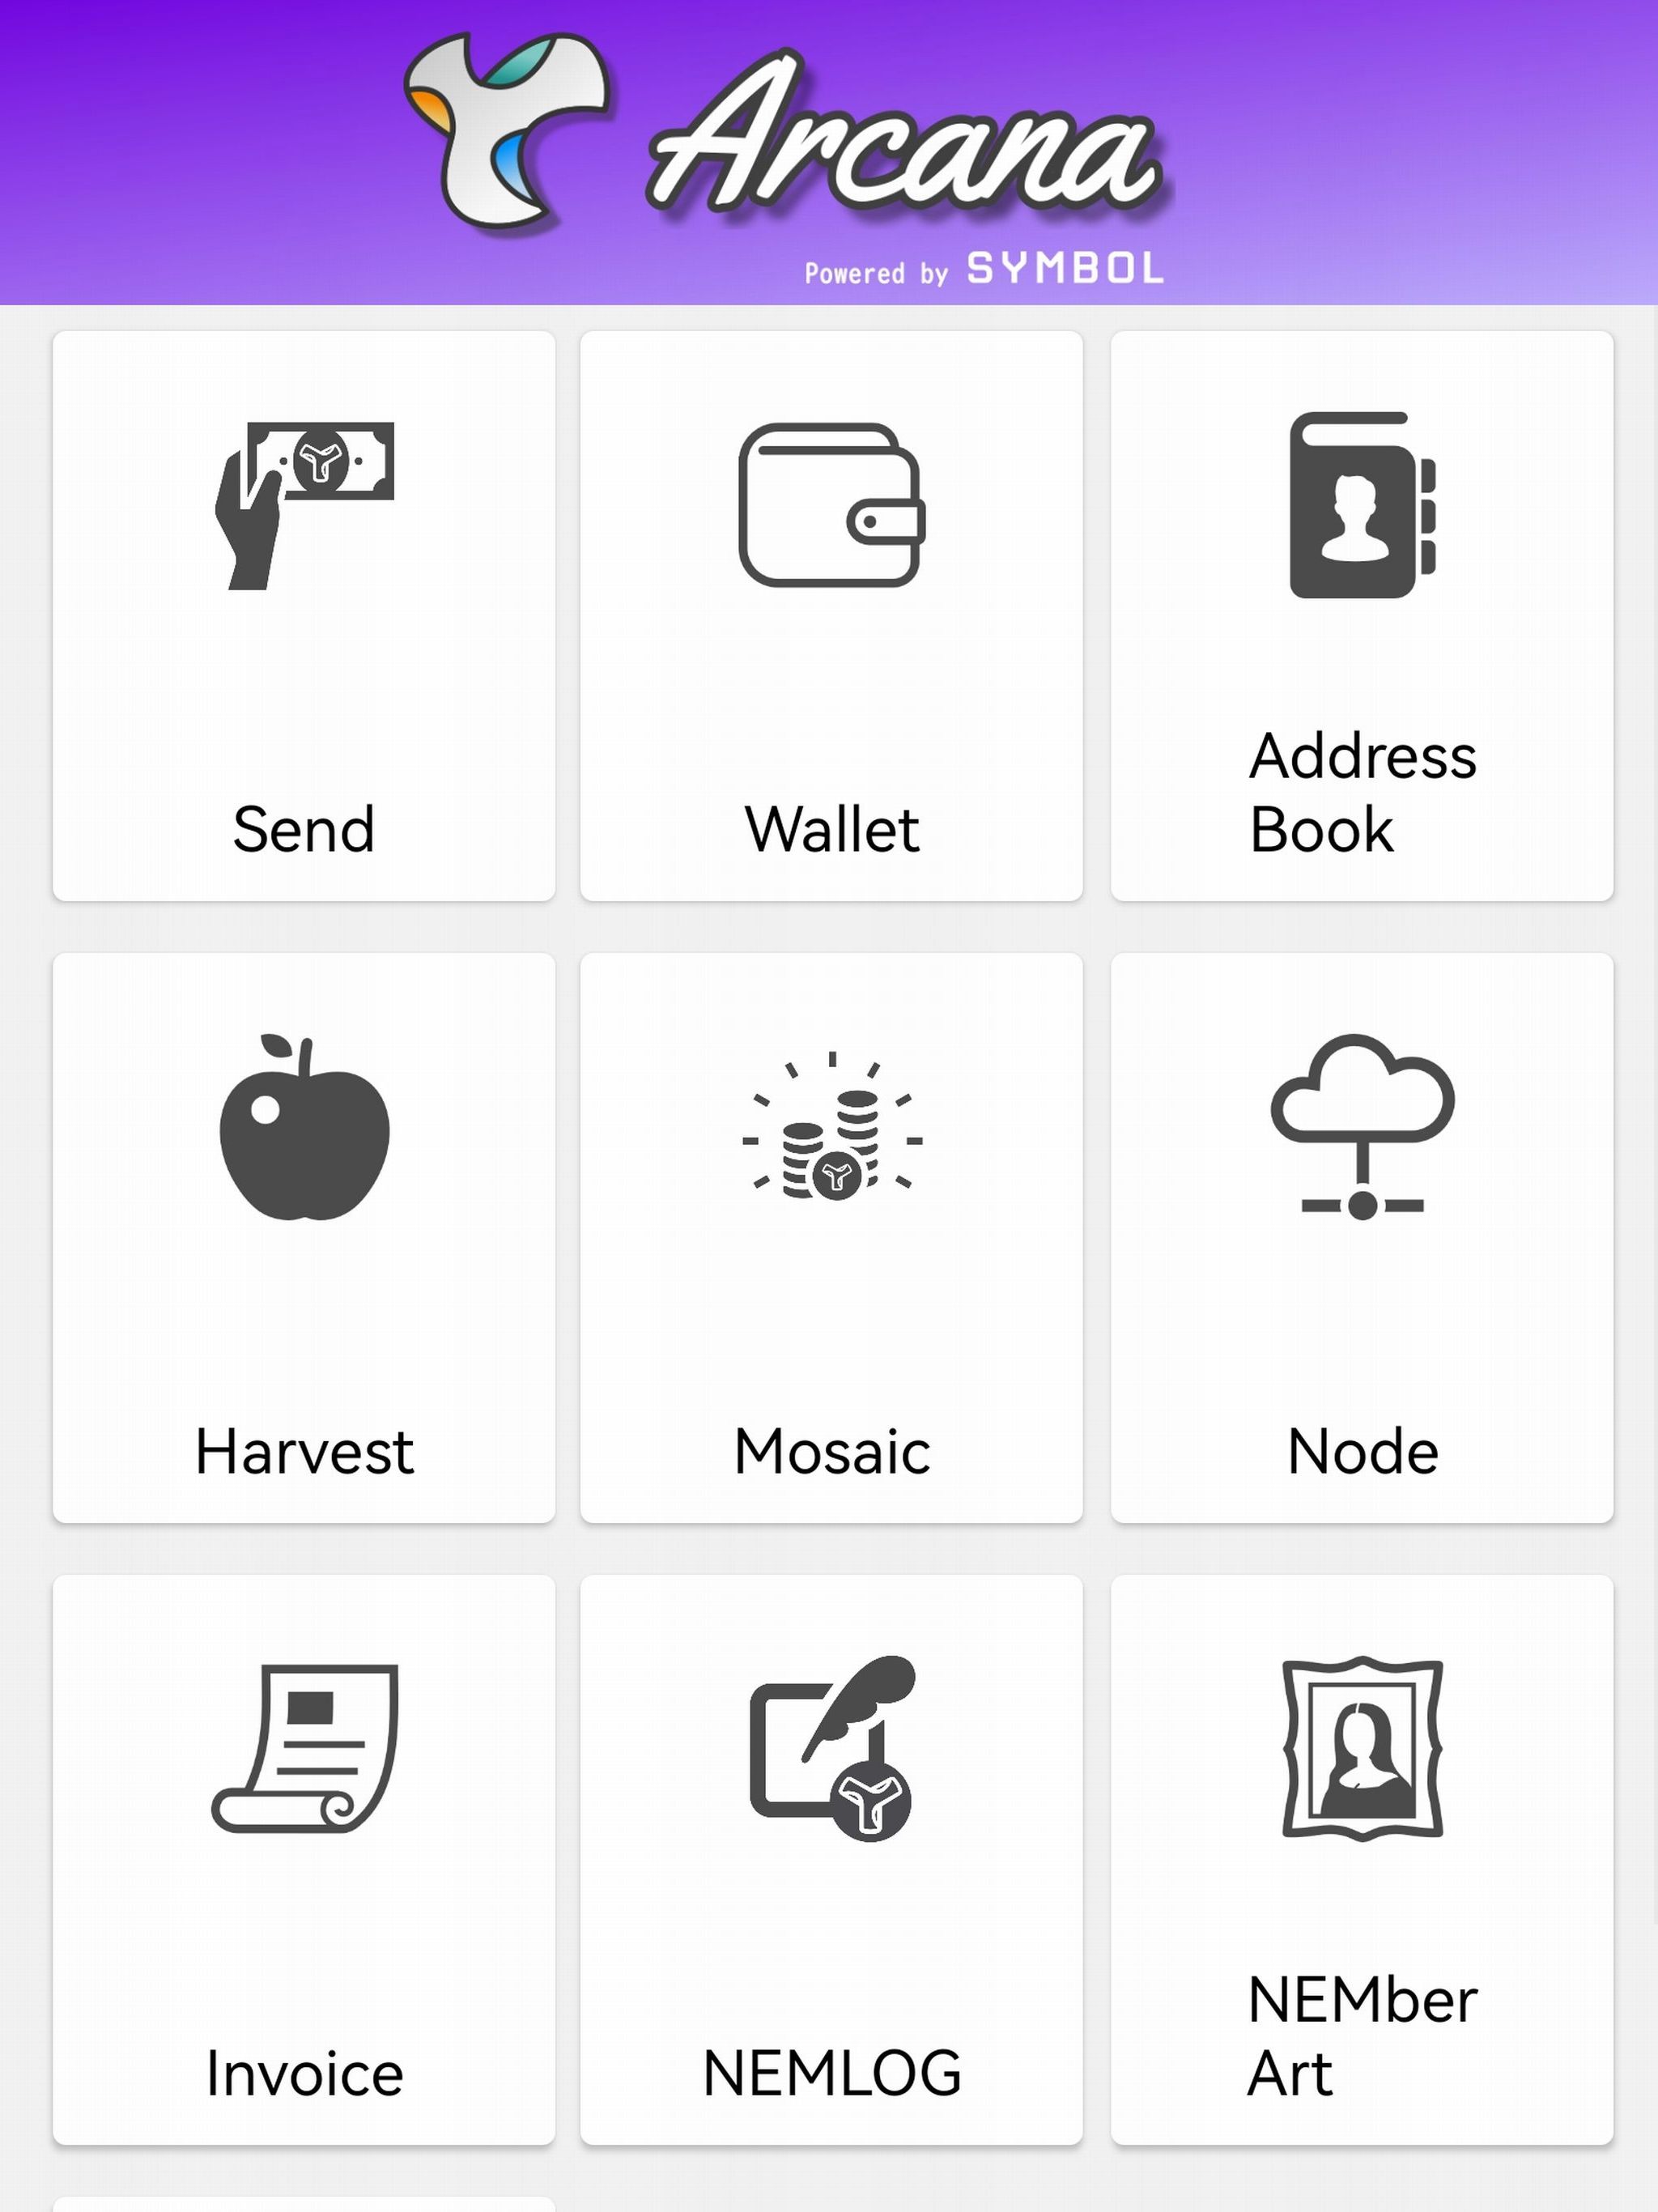 Arcana
Powered by SYMBOL
Send
Wallet
Address
Book
Harvest
Mosaic
Node
Invoice
NEMLOG
NEMber
Art